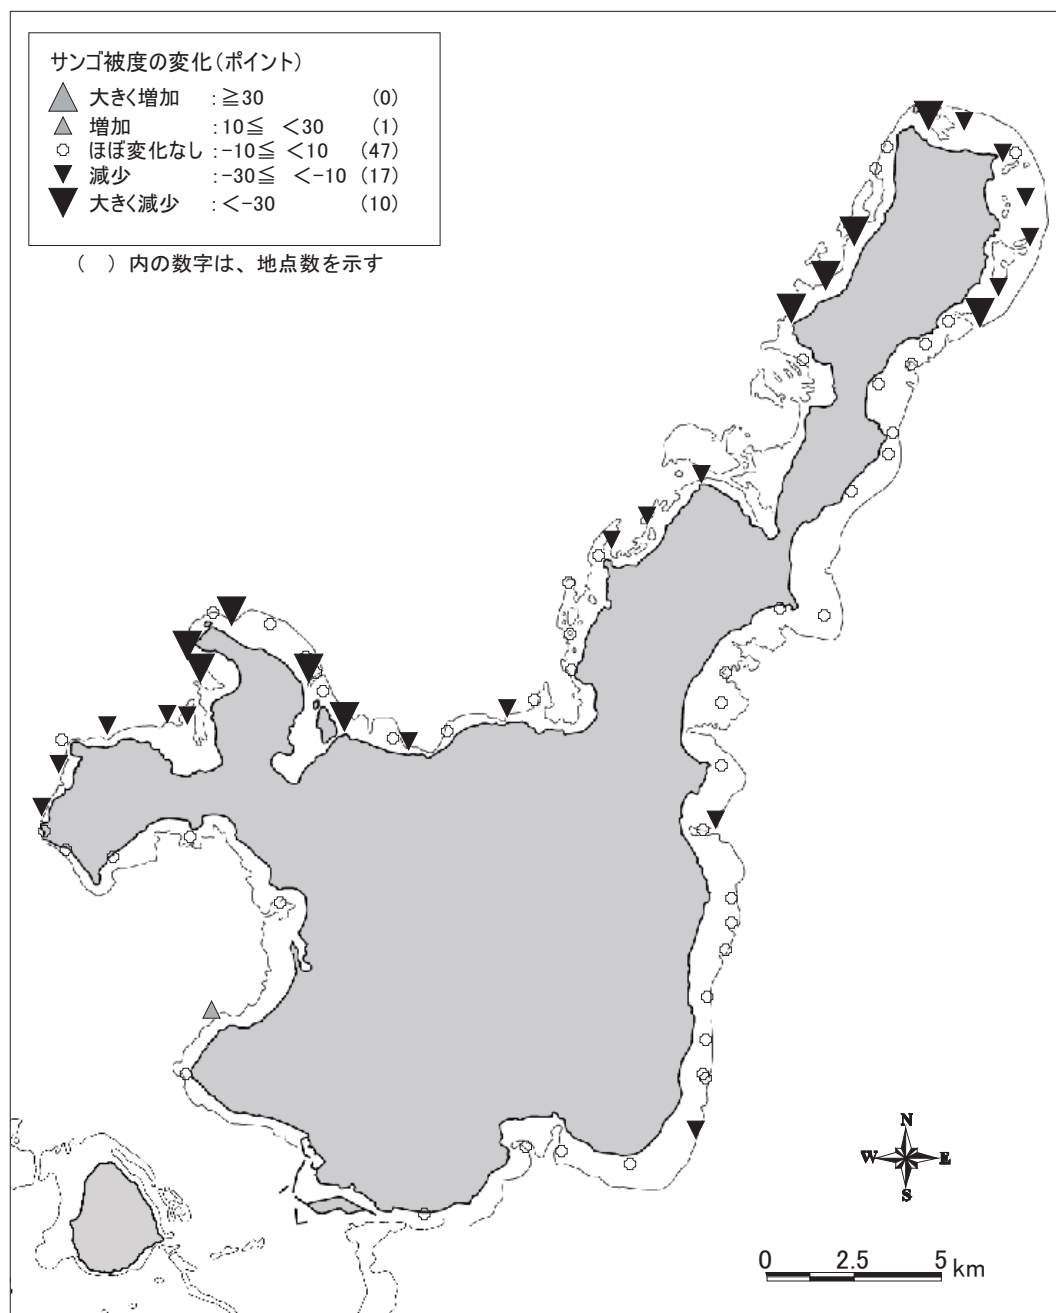 サンゴ被度の変化（ポイント）
大きく増加 ：≧30 (0)
増加 ：10≦ ＜30 (1)
ほぼ変化なし：-10≦ ＜10 (47)
減少 ：-30≦ ＜-10 (17)
大きく減少 ：＜-30 (10)
（ ）内の数字は、地点数を示す
N
W E
S
0 2.5 5 km